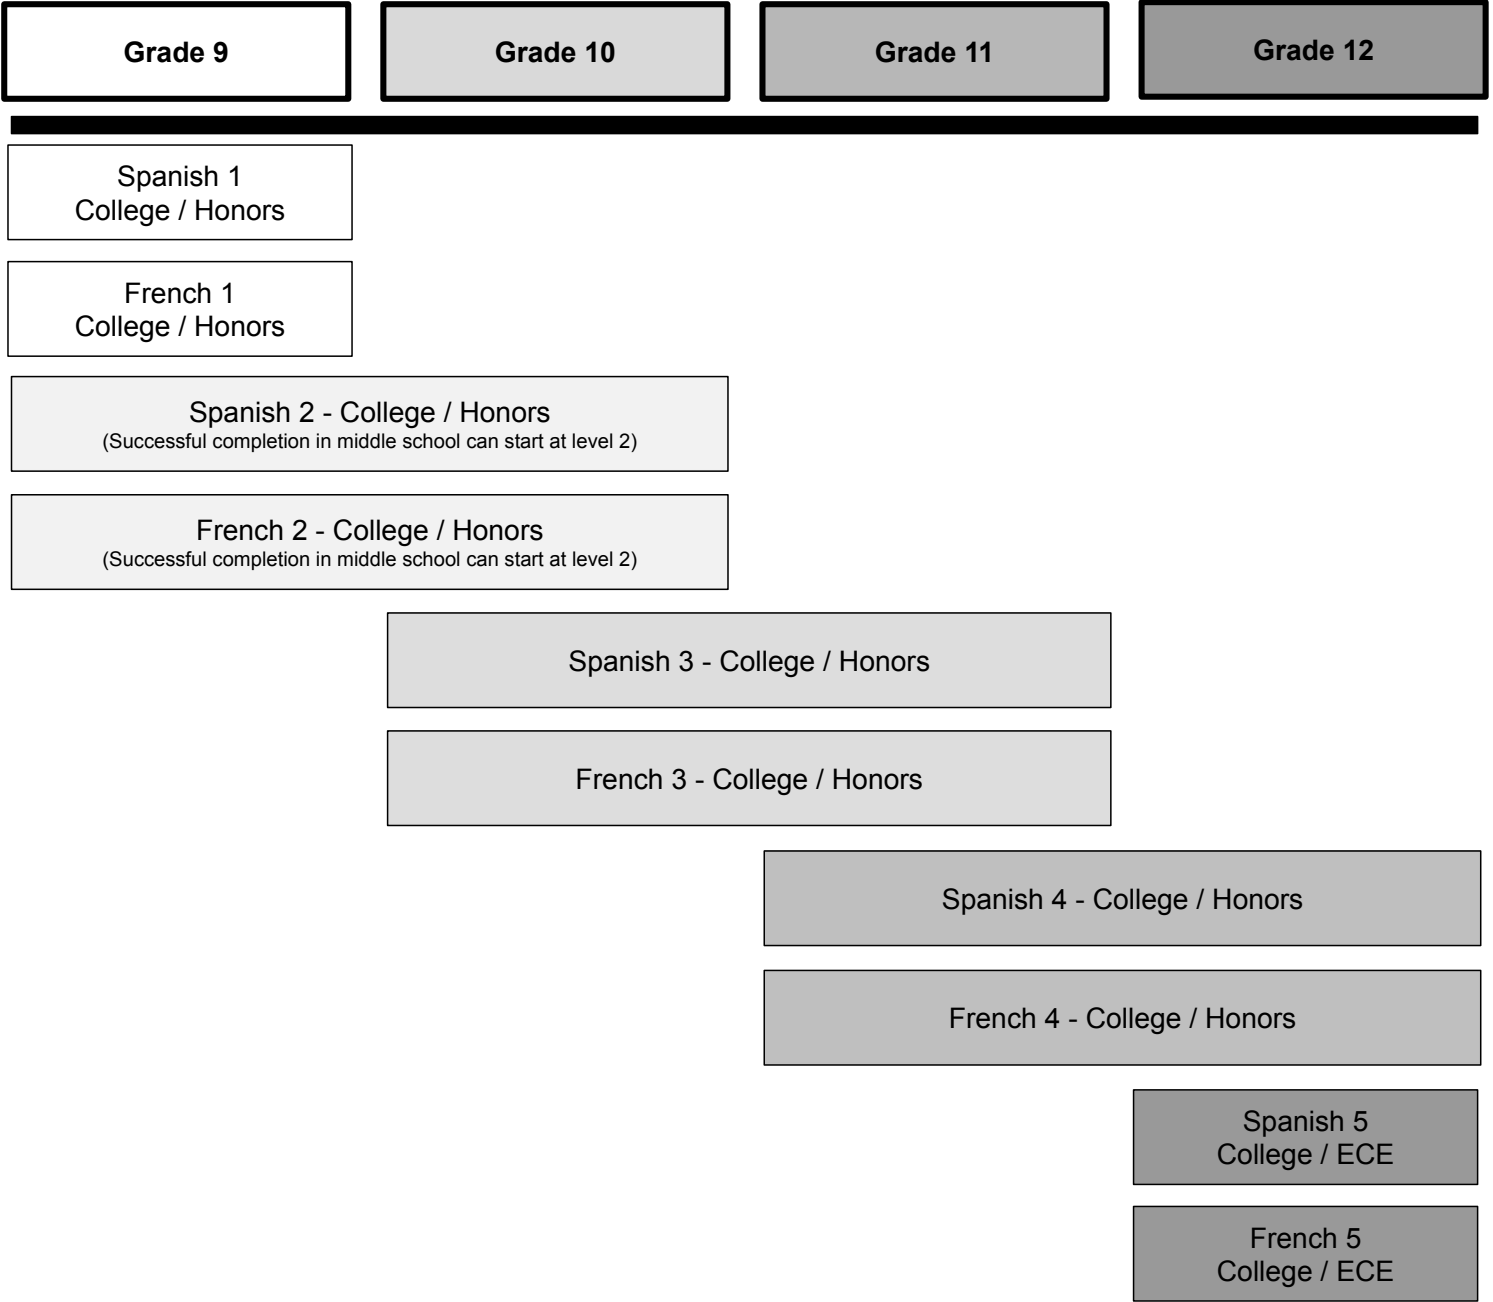 Grade 9
Grade 10
Grade 11
Grade 12
Spanish 1
College / Honors
French 1
College / Honors
Spanish 2 - College / Honors
(Successful completion in middle school can start at level 2)
French 2 - College / Honors
(Successful completion in middle school can start at level 2)
Spanish 3 - College / Honors
French 3 - College / Honors
Spanish 4 - College / Honors
French 4 - College / Honors
Spanish 5
College / ECE
French 5
College / ECE